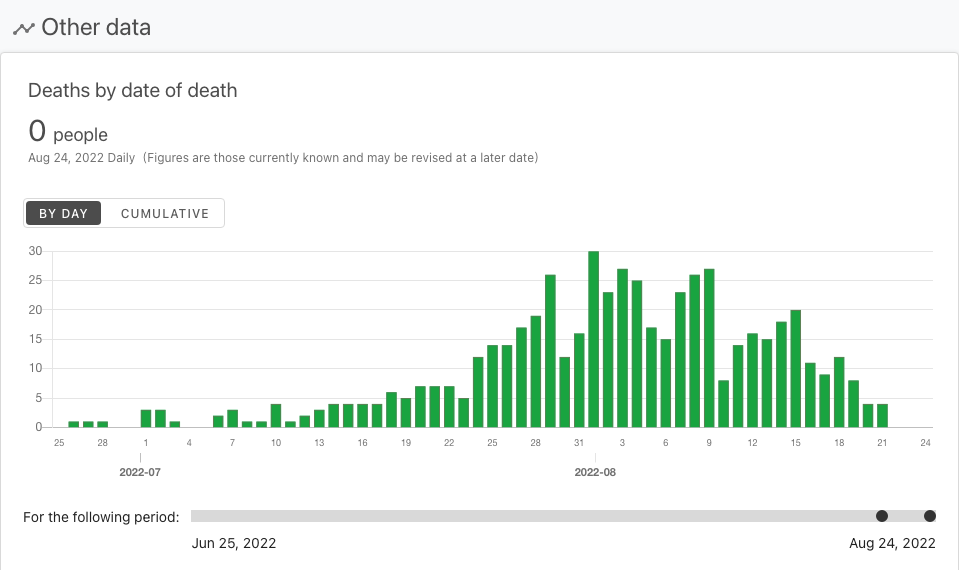 Other data
Deaths by date of death
0 people
Aug 24, 2022 Daily (Figures are those currently known and may be revised at a later date)
BY DAY CUMULATIVE
30
25
20
15
10
5
0
25 28 1 4 7 10 13 16 19 22 25 28 31 3 6 9 12 15 18 21 24
2022-07 2022-08
For the following period:
Jun 25, 2022 Aug 24, 2022